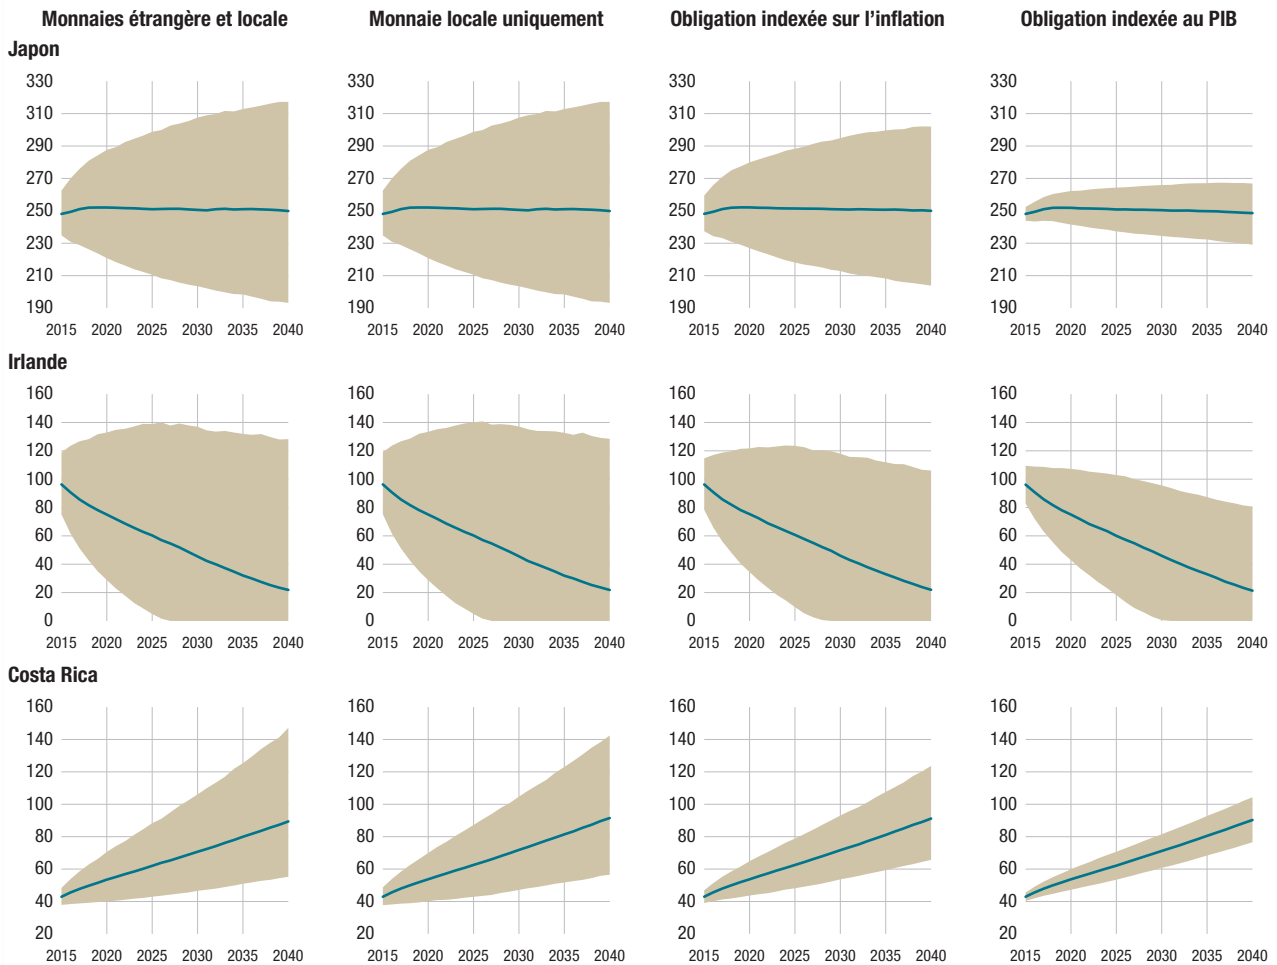 Monnaies étrangère et locale Monnaie locale uniquement Obligation indexée sur l'inflation Obligation indexée au PIB
Japon
330 330 330 330
310 310 310 310
290 290 290 290
270 270 270 270
250 250 250 250
230 230 230 230
210 210 210 210
190 190 190 190
2015 2020 2025 2030 2035 2040 2015 2020 2025 2030 2035 2040 2015 2020 2025 2030 2035 2040 2015 2020 2025 2030 2035 2040
Irlande
160 160 160 160
140 140 140 140
120 120 120 120
100 100 100 100
80 80 80 80
60 60 60 60
40 40 40 40
20 20 20 20
0 0 0 0
2015 2020 2025 2030 2035 2040 2015 2020 2025 2030 2035 2040 2015 2020 2025 2030 2035 2040 2015 2020 2025 2030 2035 2040
Costa Rica
160 160 160 160
140 140 140 140
120 120 120 120
100 100 100 100
80 80 80 80
60 60 60 60
40 40 40 40
20 20 20 20
2015 2020 2025 2030 2035 2040 2015 2020 2025 2030 2035 2040 2015 2020 2025 2030 2035 2040 2015 2020 2025 2030 2035 2040